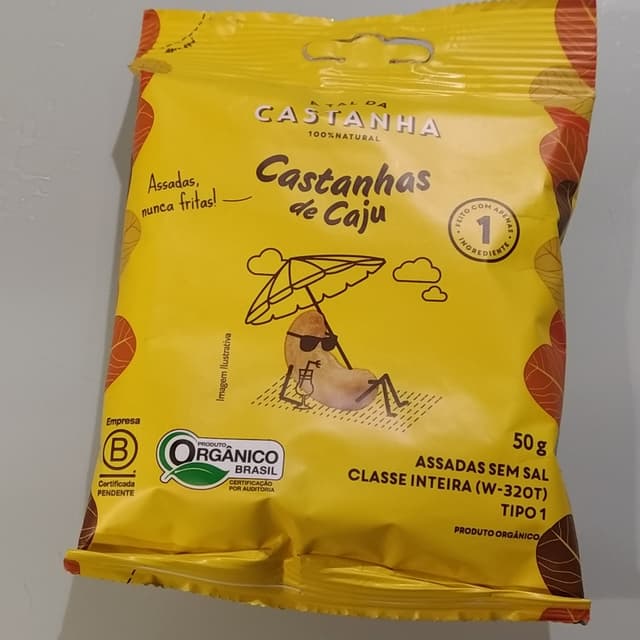 A TAL DA
CASTANHA
100% NATURAL
Castanhas
de Caju
Assadas,
nunca fritas!
FEITO COM APENAS
1
INGREDIENTE
Imagem Ilustrativa
Empresa
B
Certificada
PENDENTE
PRODUTO
ORGÂNICO
BRASIL
CERTIFICAÇÃO
POR AUDITORIA
50 g
ASSADAS SEM SAL
CLASSE INTEIRA (W-320T)
TIPO 1
PRODUTO ORGÂNICO